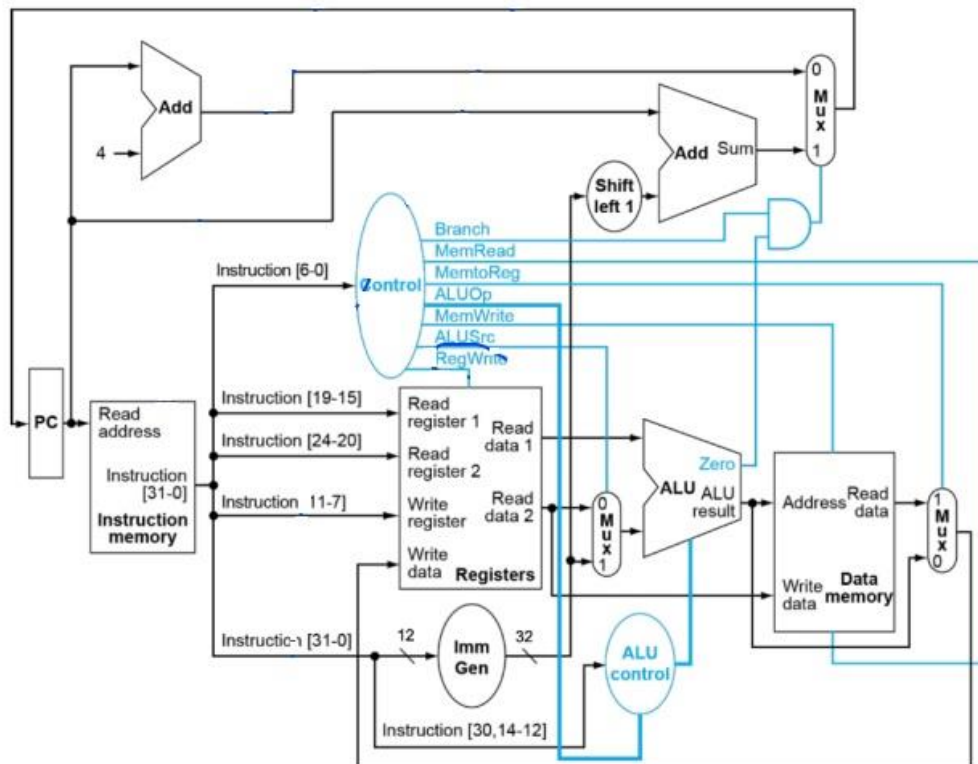 Add
4
0
Mux
1
Add Sum
Shift
left 1
Branch
MemRead
MemtoReg
ALUOp
MemWrite
ALUSrc
Instruction [6-0]
Control
PC
Read
address
Instruction
[31-0]
Instruction
memory
Instruction [19-15]
Instruction [24-20]
Instruction 11-7]
Instruction [31-0]
Read
register 1
Read
register 2
Write
register
Write
data
Read
data 1
Read
data 2
Registers
0
Mux
1
Zero
ALU
ALU
result
Address
Read
data
Write
data
Data
memory
1
Mux
0
12
Imm
Gen
32
ALU
control
Instruction [30,14-12]